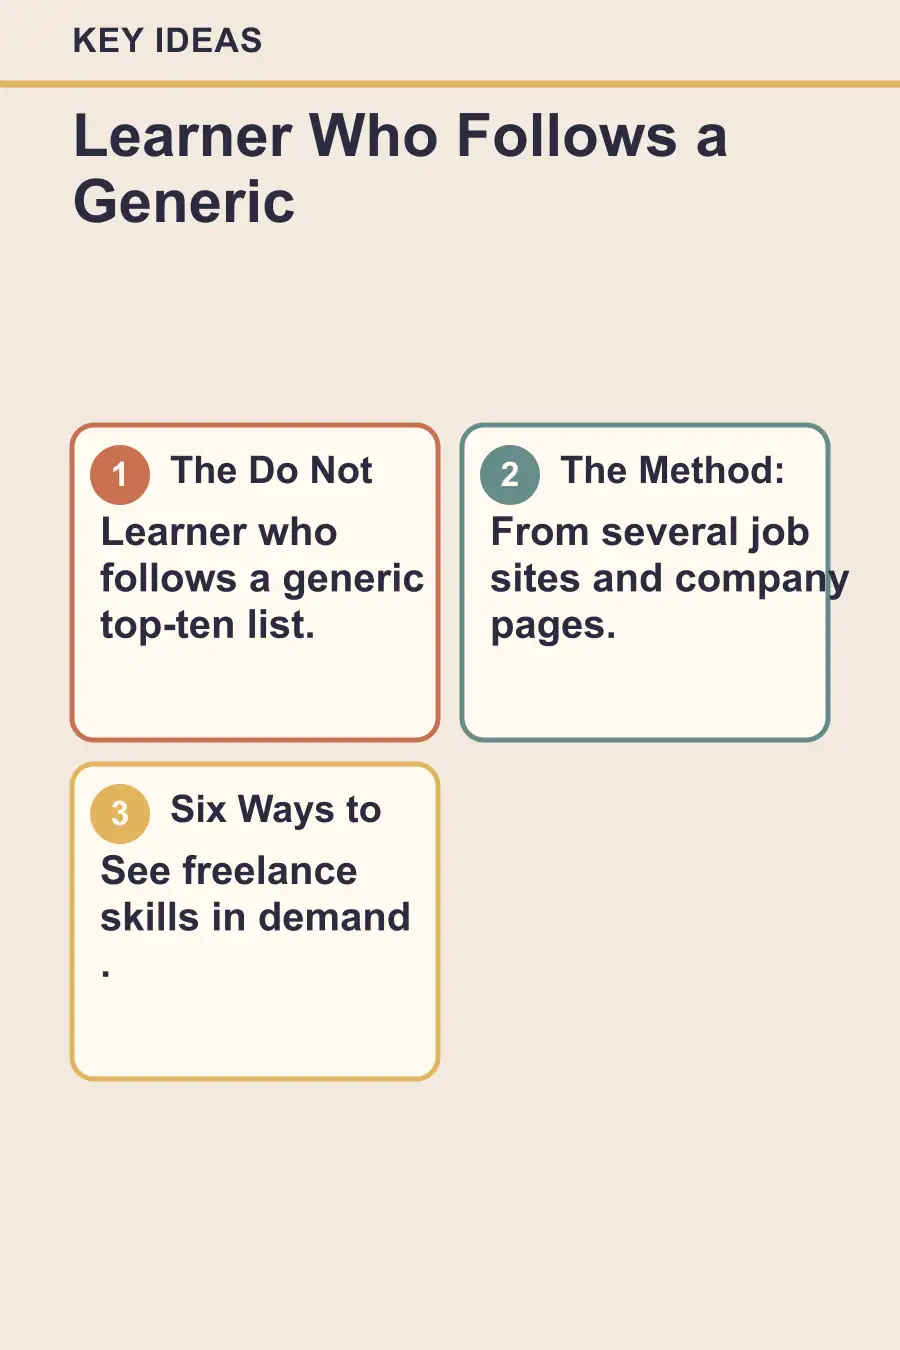 KEY IDEAS
Learner Who Follows a
Generic
1 The Do Not
Learner who
follows a generic
top-ten list.
2 The Method:
From several job
sites and company
pages.
3 Six Ways to
See freelance
skills in demand
.